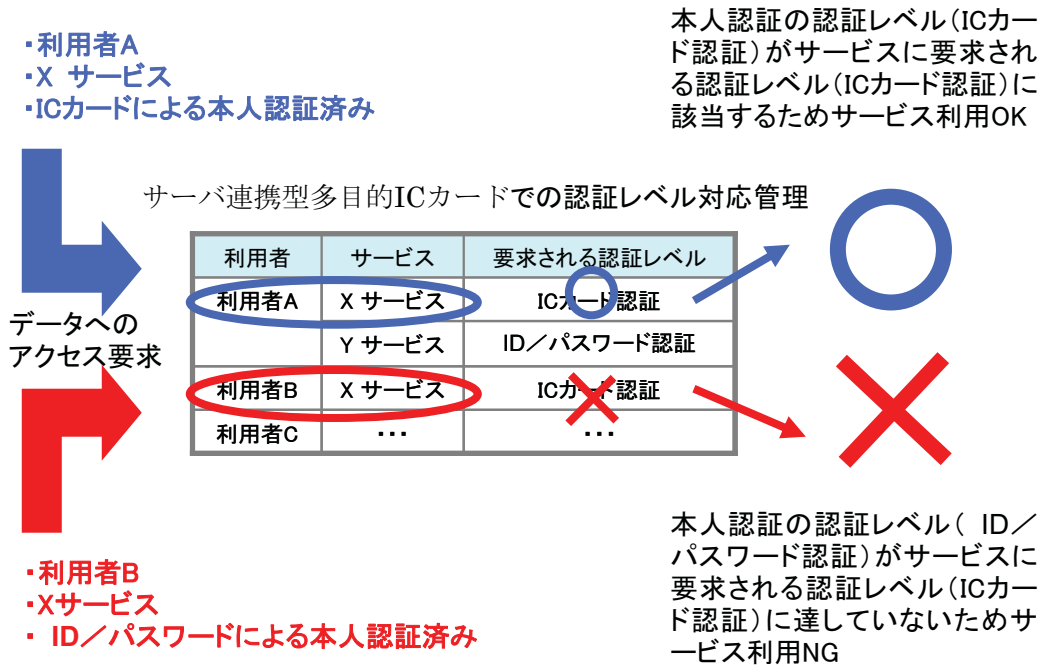 ・利用者A
・X サービス
・ICカードによる本人認証済み
本人認証の認証レベル（ICカー
ド認証）がサービスに要求され
る認証レベル（ICカード認証）に
該当するためサービス利用OK
サーバ連携型多目的ICカードでの認証レベル対応管理
利用者 サービス 要求される認証レベル
利用者A X サービス ICカード認証
Y サービス ID／パスワード認証
利用者B X サービス ICカード認証
利用者C ・・・ ・・・
データへの
アクセス要求
・利用者B
・Xサービス
・ ID／パスワードによる本人認証済み
本人認証の認証レベル（ ID／
パスワード認証）がサービスに
要求される認証レベル（ICカー
ド認証）に達していないためサ
ービス利用NG